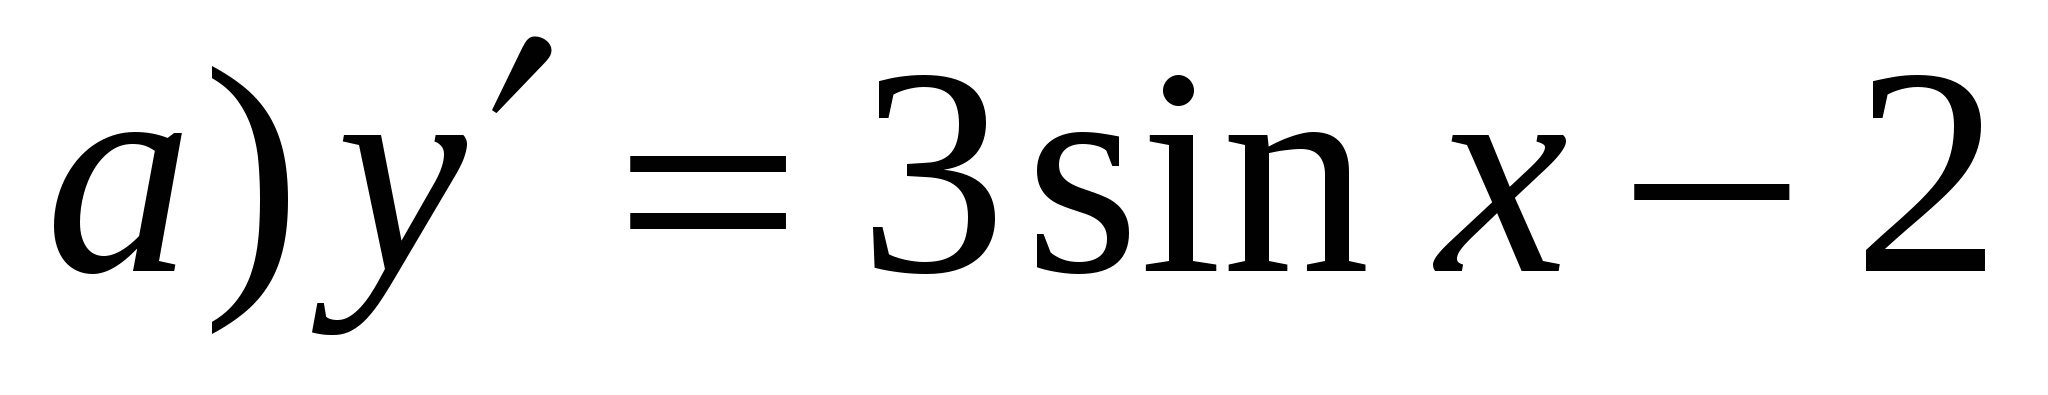 a) y′ = 3 sin x − 2